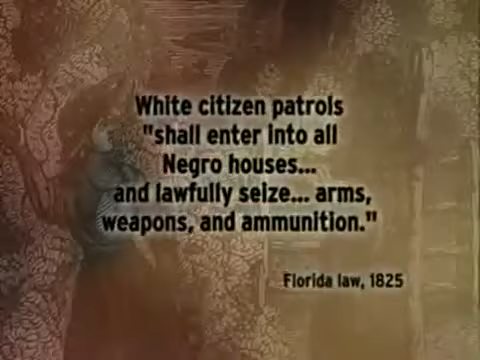 White citizen patrols
"shall enter into all
Negro houses...
and lawfully seize... arms,
weapons, and ammunition."
Florida law, 1825